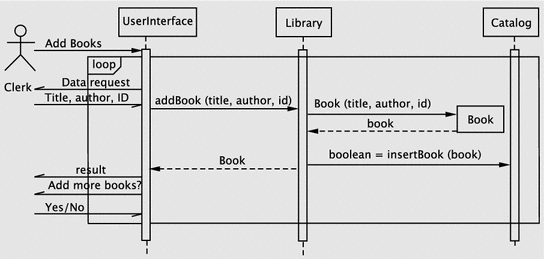 UserInterface
Library
Catalog
Add Books
loop
Clerk
Data request
Title, author, ID
addBook (title, author, id)
Book (title, author, id)
Book
book
boolean = insertBook (book)
Book
result
Add more books?
Yes/No